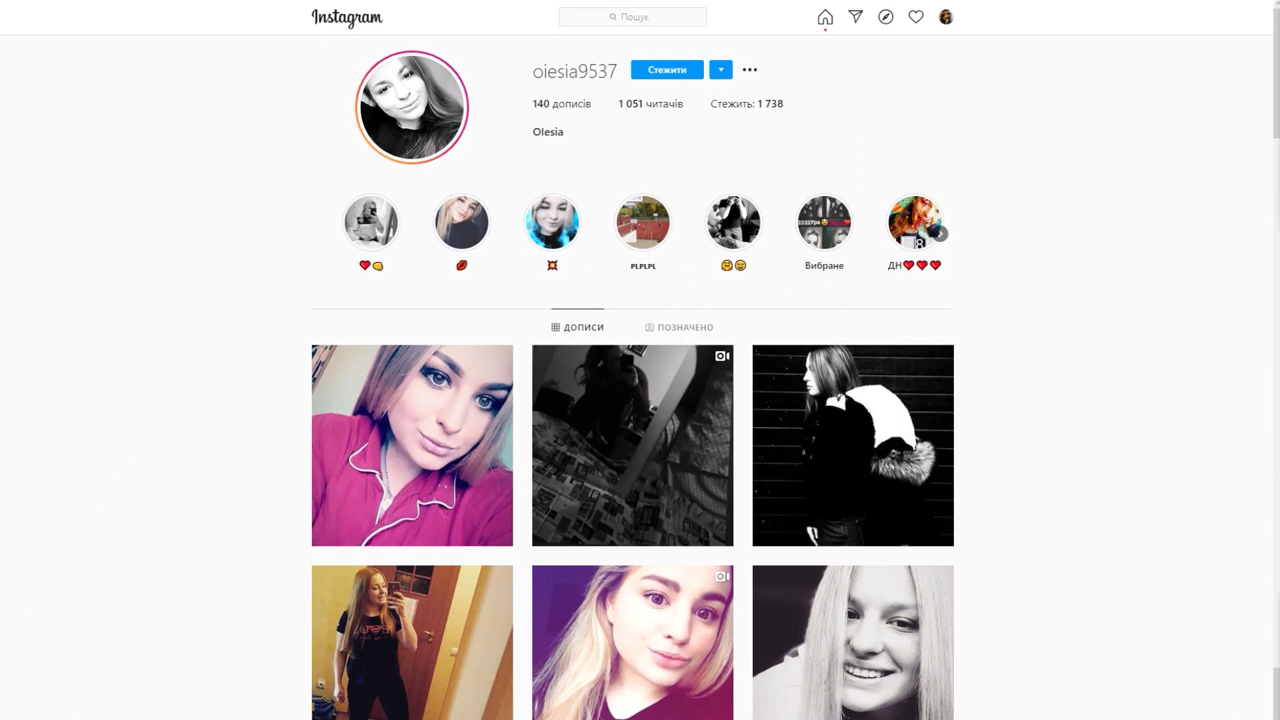 Instagram
Пошук
oiesia9537 Стежити
140 дописів 1 051 читачів Стежить: 1 738
Olesia
PLPLPL Вибране ДН
ДОПИСИ ПОЗНАЧЕНО